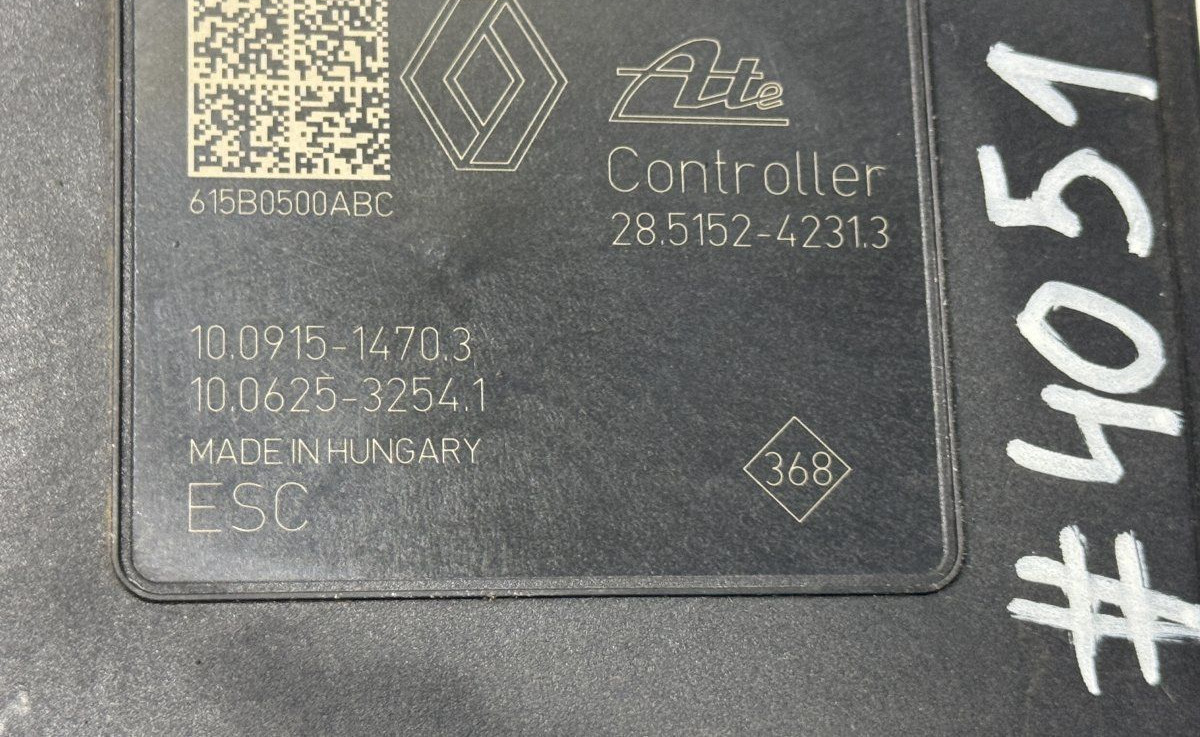 Ate
Controller
28.5152-4231.3
615B0500ABC
10.0915-1470.3
10.0625-3254.1
MADE IN HUNGARY
ESC
368
#4051